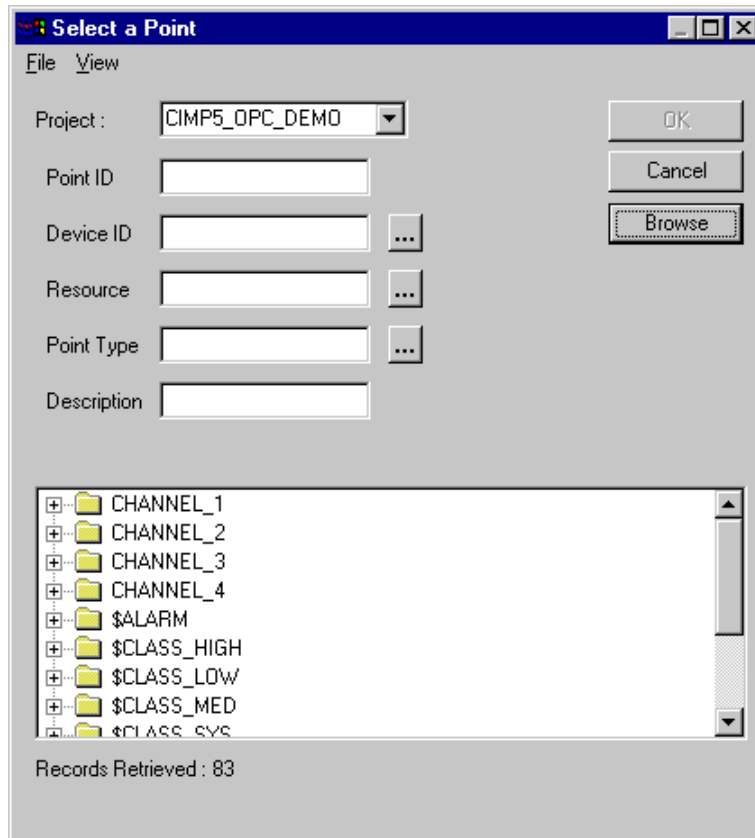 Select a Point
File View
Project : CIMP5_OPC_DEMO OK
Point ID Cancel
Device ID ... Browse
Resource ...
Point Type ...
Description
CHANNEL_1
CHANNEL_2
CHANNEL_3
CHANNEL_4
$ALARM
$CLASS_HIGH
$CLASS_LOW
$CLASS_MED
$CLASS_SYS
Records Retrieved : 83